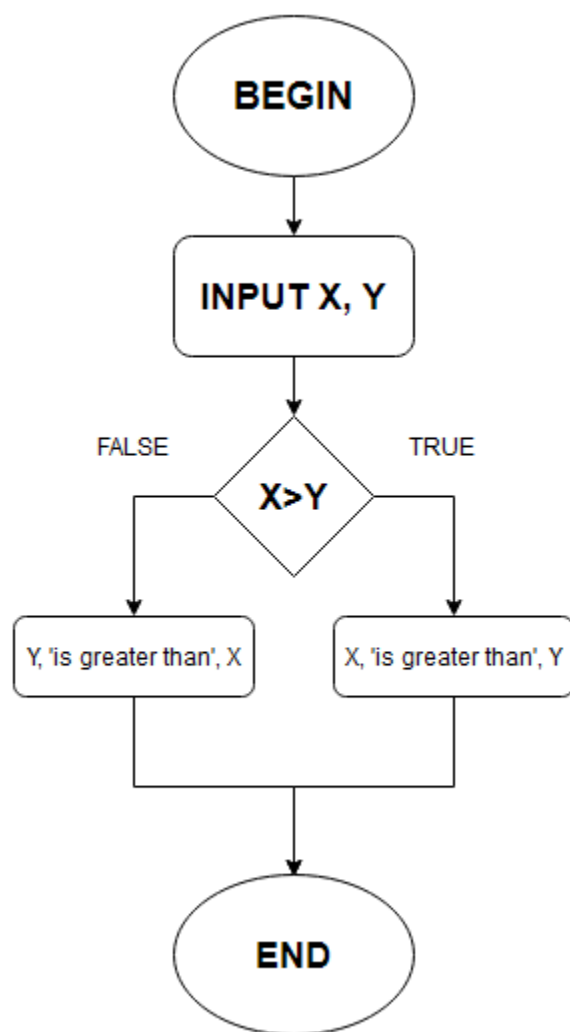 BEGIN
INPUT X, Y
FALSE
TRUE
X>Y
Y, 'is greater than', X
X, 'is greater than', Y
END